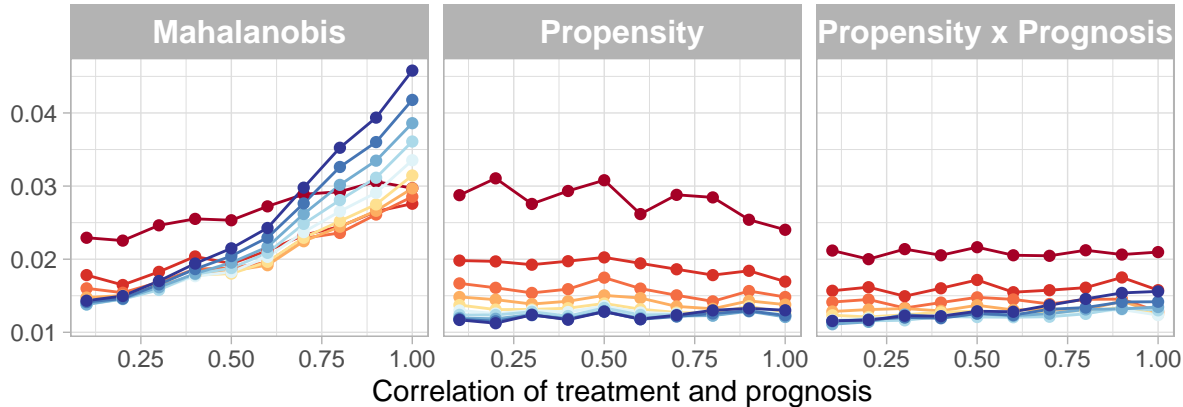 Mahalanobis Propensity Propensity x Prognosis
0.04
0.03
0.02
0.01
0.25 0.50 0.75 1.00 0.25 0.50 0.75 1.00 0.25 0.50 0.75 1.00
Correlation of treatment and prognosis